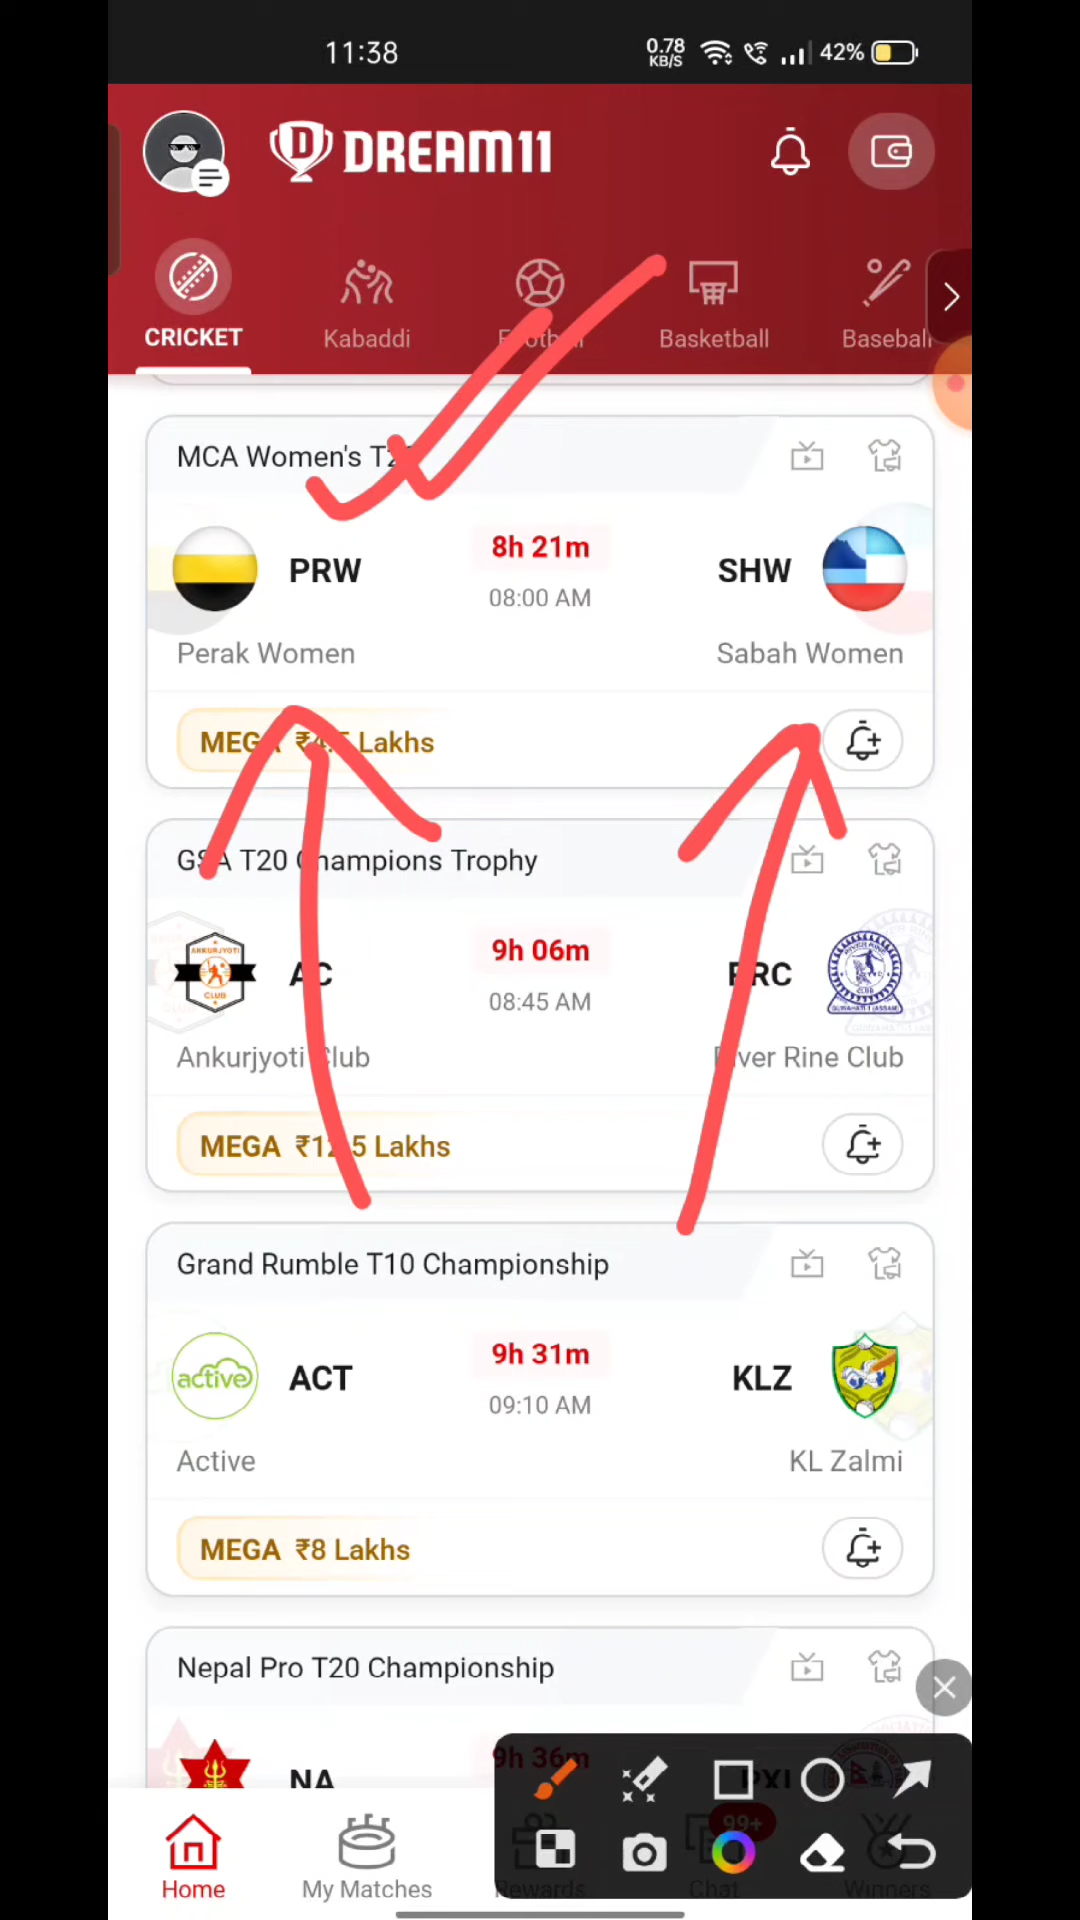 11:38
0.78
KB/S
42%
DREAM11
CRICKET
Kabaddi
Football
Basketball
Baseball
MCA Women's T20
PRW
8h 21m
08:00 AM
SHW
Perak Women
Sabah Women
MEGA ₹4.5 Lakhs
GSA T20 Champions Trophy
AC
9h 06m
08:45 AM
RRC
Ankurjyoti Club
River Rine Club
MEGA ₹12.5 Lakhs
Grand Rumble T10 Championship
active
ACT
9h 31m
09:10 AM
KLZ
Active
KL Zalmi
MEGA ₹8 Lakhs
Nepal Pro T20 Championship
NA
9h 36m
PXI
99+
Home
My Matches
Rewards
Chat
Winners